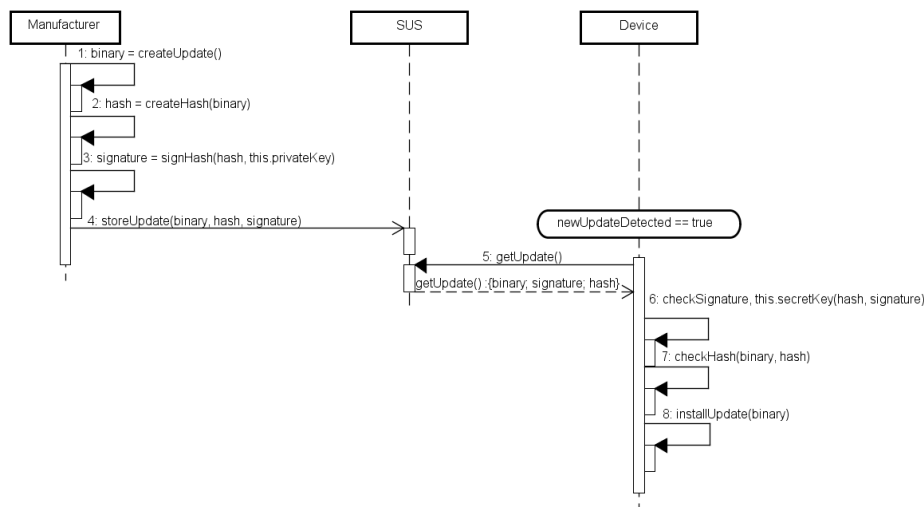 Manufacturer
SUS
Device
1: binary = createUpdate()
2: hash = createHash(binary)
3: signature = signHash(hash, this.privateKey)
4: storeUpdate(binary, hash, signature)
newUpdateDetected == true
5: getUpdate()
getUpdate() :{binary; signature; hash}
6: checkSignature, this.secretKey(hash, signature)
7: checkHash(binary, hash)
8: installUpdate(binary)